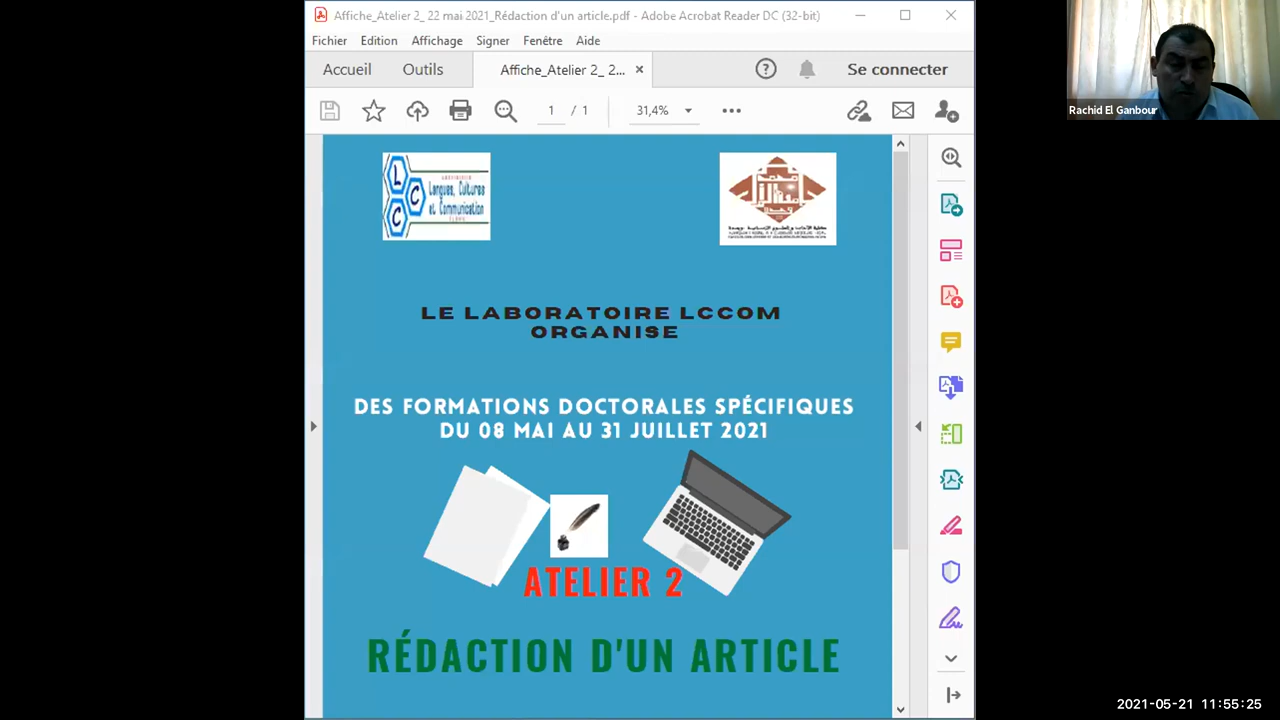 Affiche_Atelier 2_ 22 mai 2021_Rédaction d'un article.pdf - Adobe Acrobat Reader DC (32-bit)
Fichier Edition Affichage Signer Fenêtre Aide
Accueil Outils Affiche_Atelier 2_ 2... × Se connecter
1 / 1 31,4%
Rachid El Ganbour
L C C
Langues, Cultures
et Communication
LE LABORATOIRE LCCOM
ORGANISE
DES FORMATIONS DOCTORALES SPÉCIFIQUES
DU 08 MAI AU 31 JUILLET 2021
ATELIER 2
RÉDACTION D'UN ARTICLE
2021-05-21 11:55:25